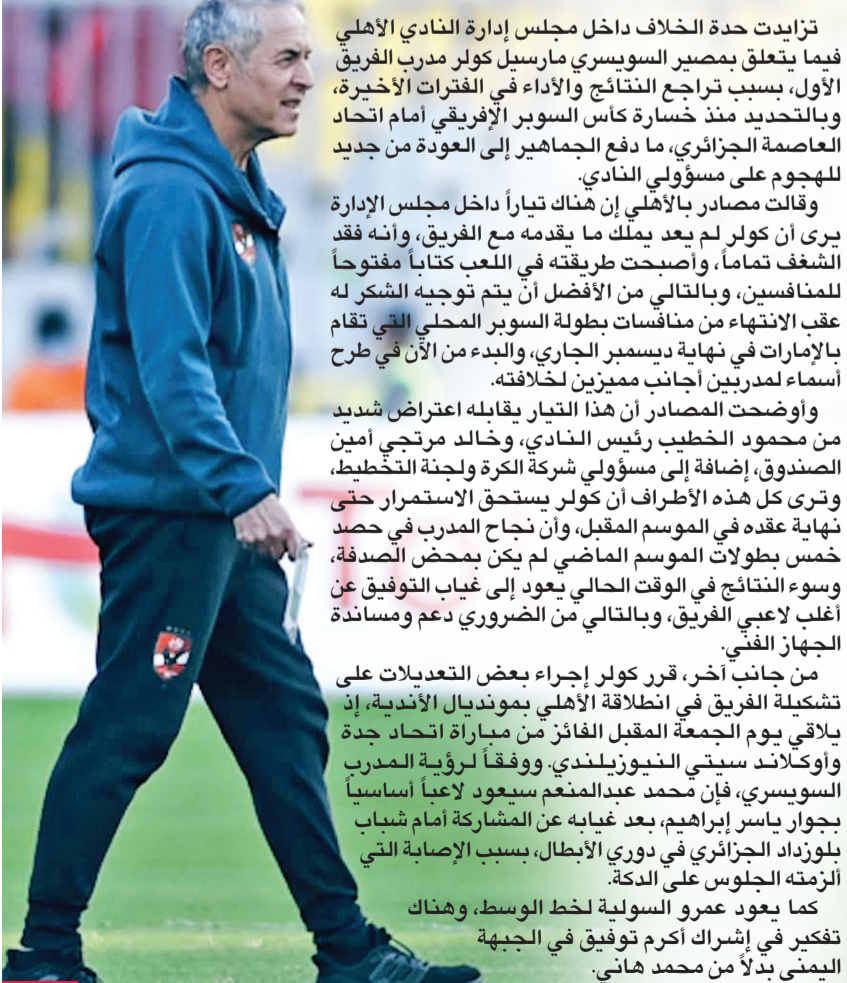 تزايدت حدة الخلاف داخل مجلس إدارة النادي الأهلي
فيما يتعلق بمصير السويسري مارسيل كولر مدرب الفريق
الأول، بسبب تراجع النتائج والأداء في الفترات الأخيرة،
وبالتحديد منذ خسارة كأس السوبر الإفريقي أمام اتحاد
العاصمة الجزائري، ما دفع الجماهير إلى العودة من جديد
للهجوم على مسؤولي النادي.
وقالت مصادر بالأهلي إن هناك تياراً داخل مجلس الإدارة
يرى أن كولر لم يعد يملك ما يقدمه مع الفريق، وأنه فقد
الشغف تماماً، وأصبحت طريقته في اللعب كتاباً مفتوحاً
للمنافسين، وبالتالي من الأفضل أن يتم توجيه الشكر له
عقب الانتهاء من منافسات بطولة السوبر المحلي التي تقام
بالإمارات في نهاية ديسمبر الجاري، والبدء من الآن في طرح
أسماء لمدربين أجانب مميزين لخلافته.
وأوضحت المصادر أن هذا التيار يقابله اعتراض شديد
من محمود الخطيب رئيس النادي، وخالد مرتجي أمين
الصندوق، إضافة إلى مسؤولي شركة الكرة ولجنة التخطيط،
وترى كل هذه الأطراف أن كولر يستحق الاستمرار حتى
نهاية عقده في الموسم المقبل، وأن نجاح المدرب في حصد
خمس بطولات الموسم الماضي لم يكن بمحض الصدفة،
وسوء النتائج في الوقت الحالي يعود إلى غياب التوفيق عن
أغلب لاعبي الفريق، وبالتالي من الضروري دعم ومساندة
الجهاز الفني.
من جانب آخر، قرر كولر إجراء بعض التعديلات على
تشكيلة الفريق في انطلاقة الأهلي بمونديال الأندية، إذ
يلاقي يوم الجمعة المقبل الفائز من مباراة اتحاد جدة
وأوكلاند سيتي النيوزيلندي. ووفقاً لرؤية المدرب
السويسري، فإن محمد عبدالمنعم سيعود لاعباً أساسياً
بجوار ياسر إبراهيم، بعد غيابه عن المشاركة أمام شباب
بلوزداد الجزائري في دوري الأبطال، بسبب الإصابة التي
ألزمته الجلوس على الدكة.
كما يعود عمرو السولية لخط الوسط، وهناك
تفكير في إشراك أكرم توفيق في الجبهة
اليمنى بدلاً من محمد هاني.